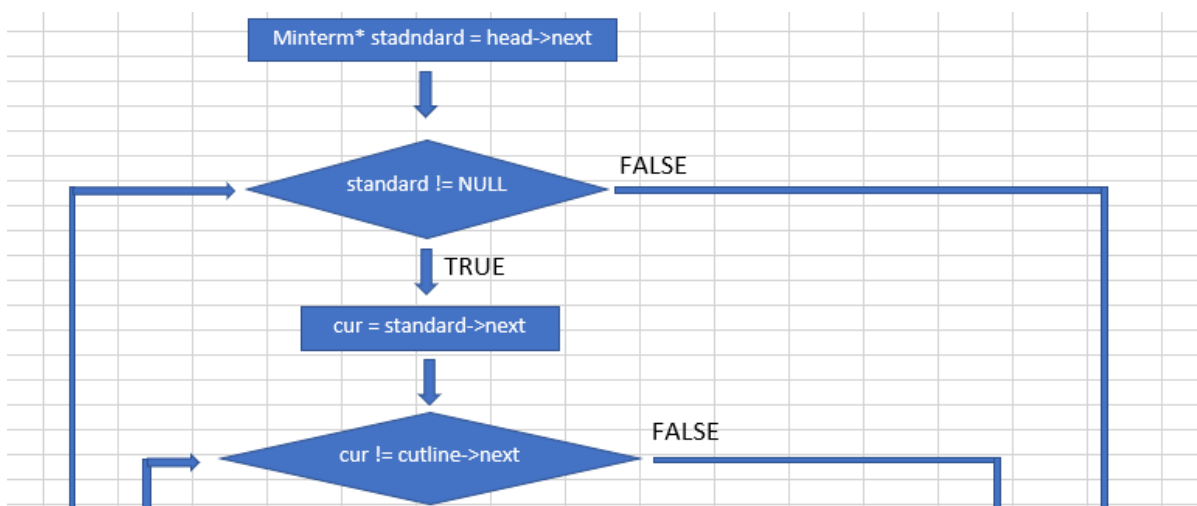 Minterm* stadndard = head->next
standard != NULL
FALSE
TRUE
cur = standard->next
cur != cutline->next
FALSE